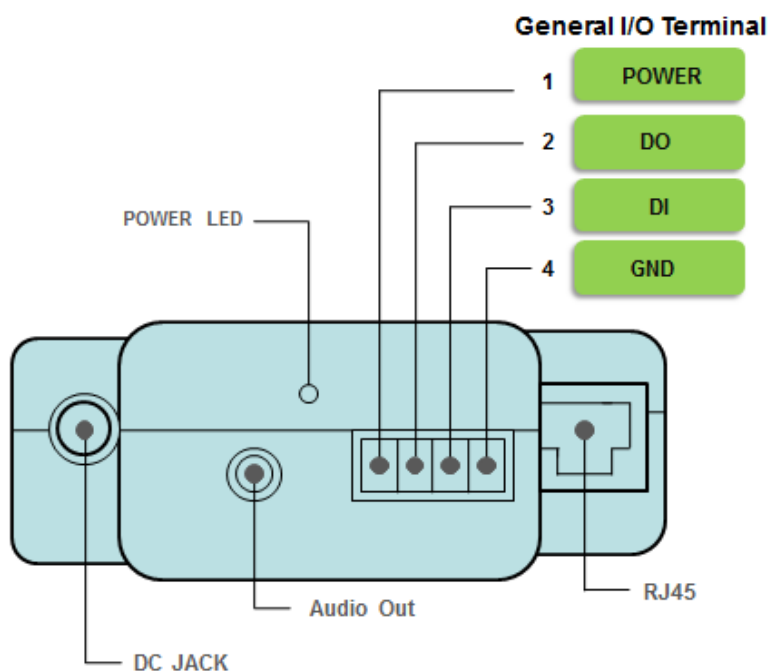 General I/O Terminal
1 POWER
2 DO
3 DI
POWER LED
4 GND
RJ45
Audio Out
DC JACK